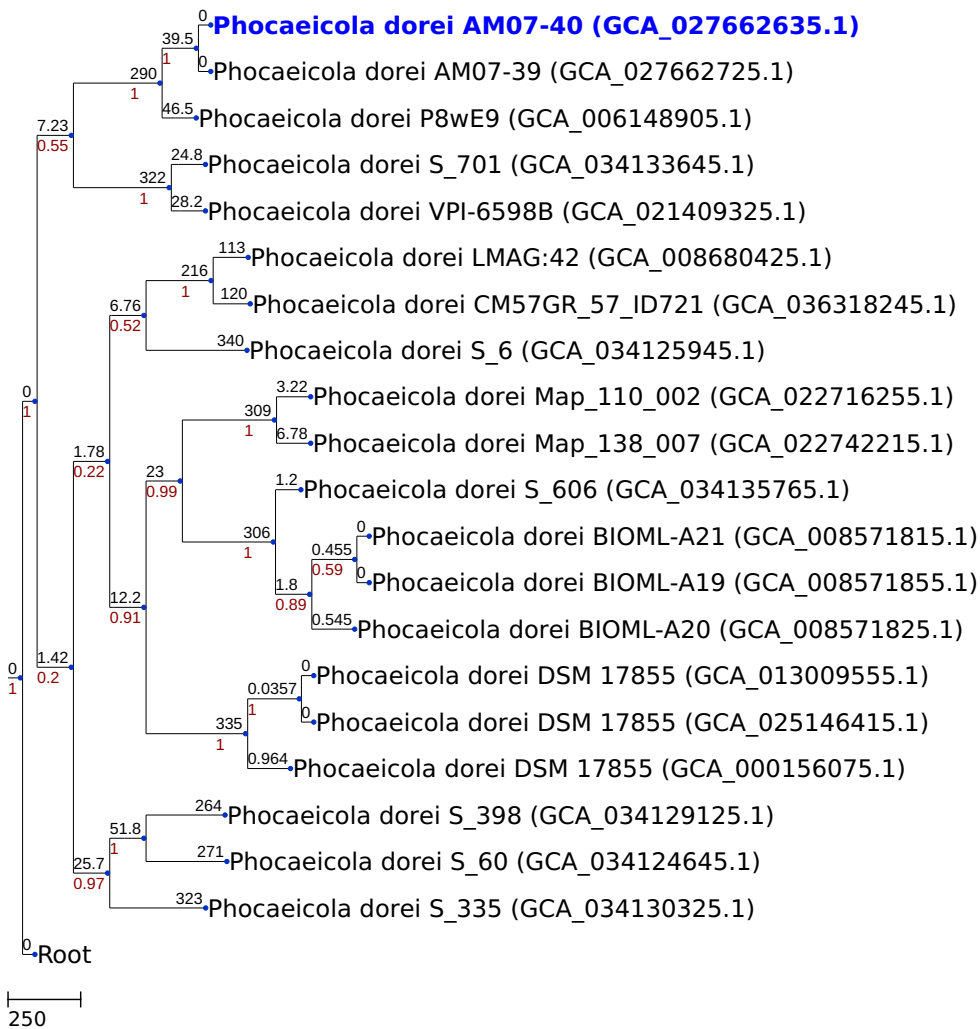 0
Phocaeicola dorei AM07-40 (GCA_027662635.1)
39.5
1
0
Phocaeicola dorei AM07-39 (GCA_027662725.1)
290
1
46.5
Phocaeicola dorei P8wE9 (GCA_006148905.1)
7.23
0.55
24.8
Phocaeicola dorei S_701 (GCA_034133645.1)
322
1
28.2
Phocaeicola dorei VPI-6598B (GCA_021409325.1)
113
Phocaeicola dorei LMAG:42 (GCA_008680425.1)
216
1
120
Phocaeicola dorei CM57GR_57_ID721 (GCA_036318245.1)
6.76
0.52
340
Phocaeicola dorei S_6 (GCA_034125945.1)
0
1
3.22
Phocaeicola dorei Map_110_002 (GCA_022716255.1)
309
1
6.78
Phocaeicola dorei Map_138_007 (GCA_022742215.1)
1.78
0.22
23
0.99
1.2
Phocaeicola dorei S_606 (GCA_034135765.1)
306
1
0
Phocaeicola dorei BIOML-A21 (GCA_008571815.1)
0.455
0.59
0
Phocaeicola dorei BIOML-A19 (GCA_008571855.1)
1.8
0.89
12.2
0.91
0.545
Phocaeicola dorei BIOML-A20 (GCA_008571825.1)
0
1
1.42
0.2
0
Phocaeicola dorei DSM 17855 (GCA_013009555.1)
0.0357
1
0
Phocaeicola dorei DSM 17855 (GCA_025146415.1)
335
1
0.964
Phocaeicola dorei DSM 17855 (GCA_000156075.1)
264
Phocaeicola dorei S_398 (GCA_034129125.1)
51.8
1
271
Phocaeicola dorei S_60 (GCA_034124645.1)
25.7
0.97
323
Phocaeicola dorei S_335 (GCA_034130325.1)
0
Root
250